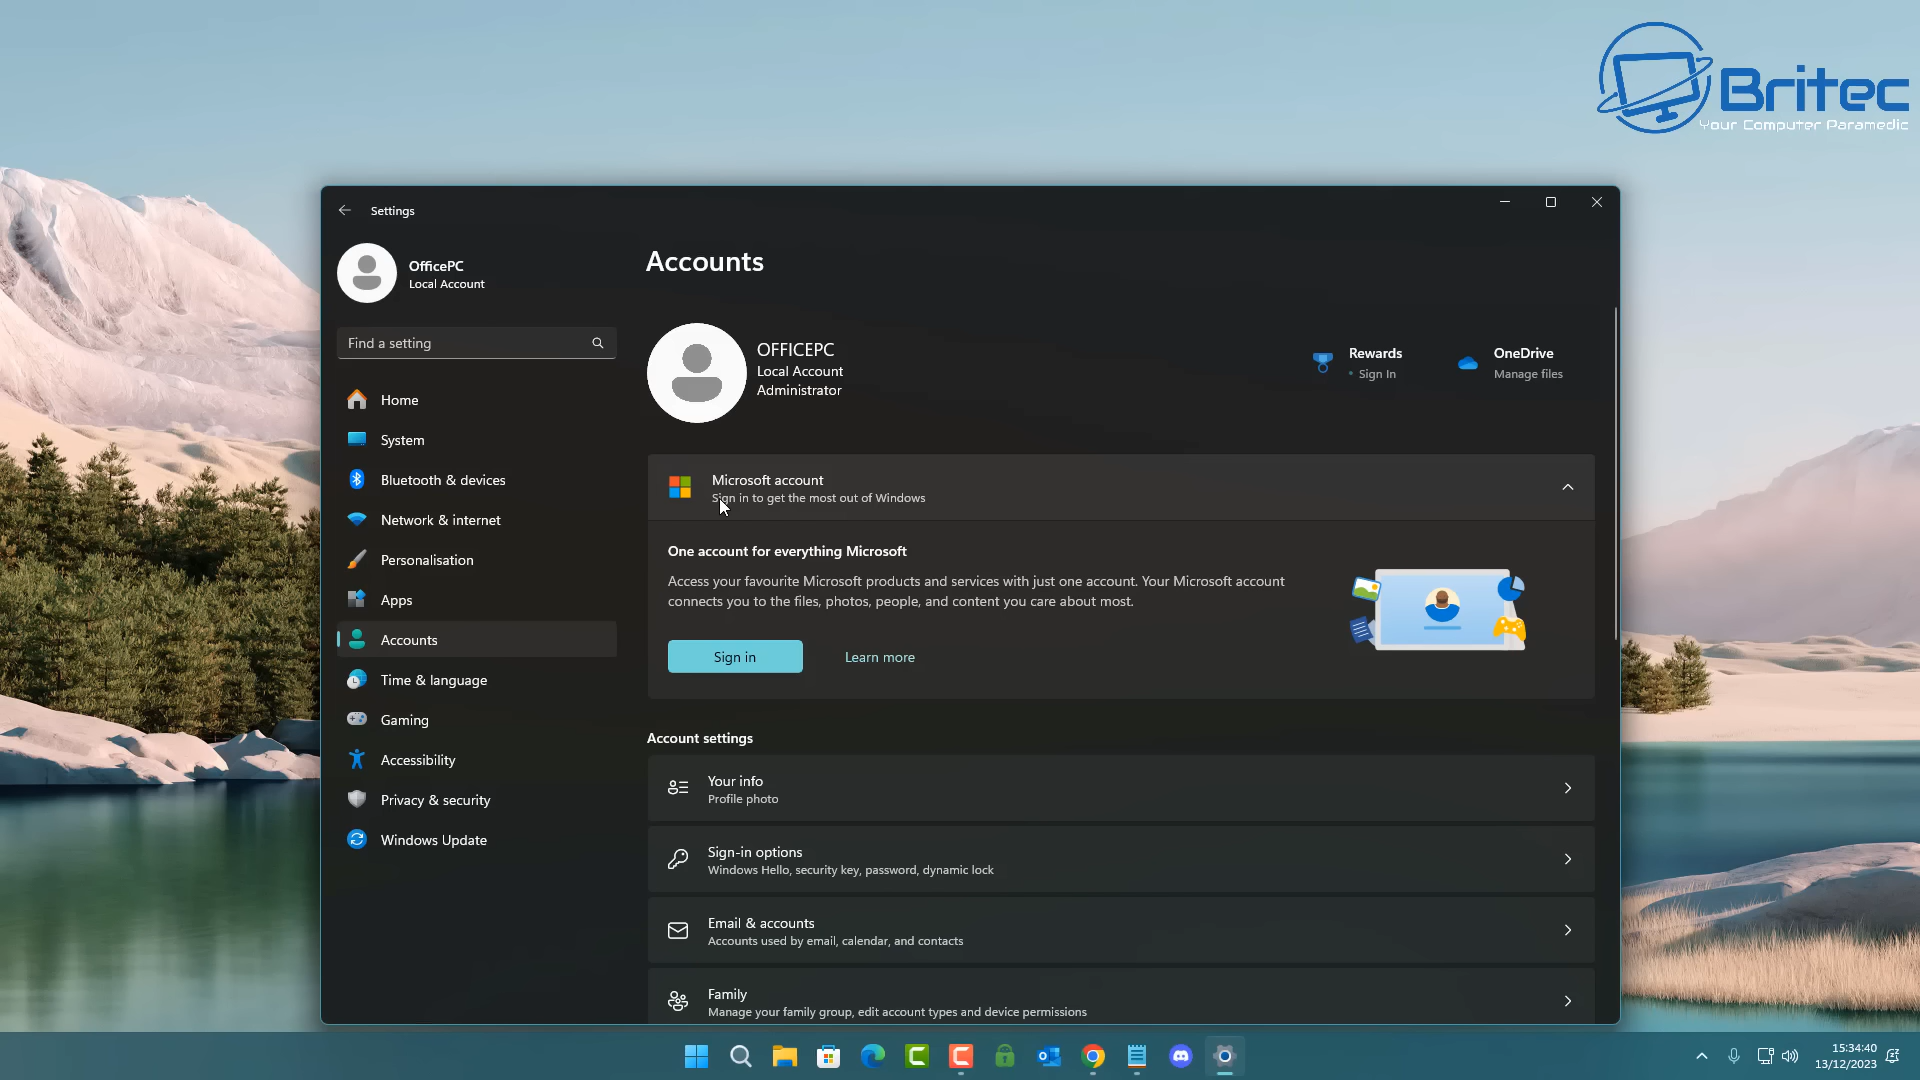 Britec
Your Computer Paramedic
Settings
OfficePC
Local Account
Find a setting
Home
System
Bluetooth & devices
Network & internet
Personalisation
Apps
Accounts
Time & language
Gaming
Accessibility
Privacy & security
Windows Update
Accounts
OFFICEPC
Local Account
Administrator
Rewards
• Sign In
OneDrive
Manage files
Microsoft account
Sign in to get the most out of Windows
One account for everything Microsoft
Access your favourite Microsoft products and services with just one account. Your Microsoft account
connects you to the files, photos, people, and content you care about most.
Sign in
Learn more
Account settings
Your info
Profile photo
Sign-in options
Windows Hello, security key, password, dynamic lock
Email & accounts
Accounts used by email, calendar, and contacts
Family
Manage your family group, edit account types and device permissions
15:34:40
13/12/2023